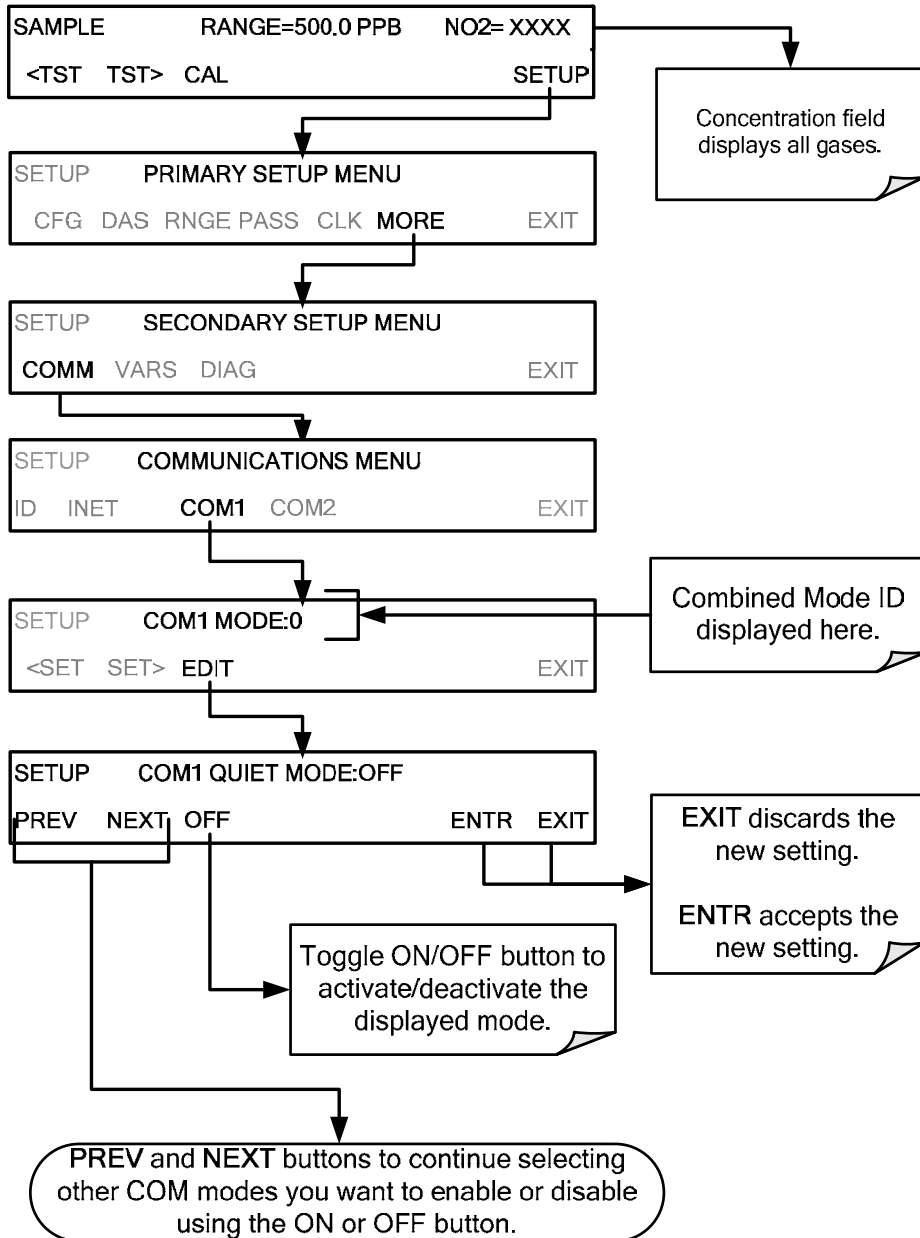 SAMPLE RANGE=500.0 PPB NO2= XXXX
<TST TST> CAL SETUP
Concentration field
displays all gases.
SETUP PRIMARY SETUP MENU
CFG DAS RNGE PASS CLK MORE EXIT
SETUP SECONDARY SETUP MENU
COMM VARS DIAG EXIT
SETUP COMMUNICATIONS MENU
ID INET COM1 COM2 EXIT
SETUP COM1 MODE:0
<SET SET> EDIT EXIT
Combined Mode ID
displayed here.
SETUP COM1 QUIET MODE:OFF
PREV NEXT OFF ENTR EXIT
EXIT discards the
new setting.
ENTR accepts the
new setting.
Toggle ON/OFF button to
activate/deactivate the
displayed mode.
PREV and NEXT buttons to continue selecting
other COM modes you want to enable or disable
using the ON or OFF button.